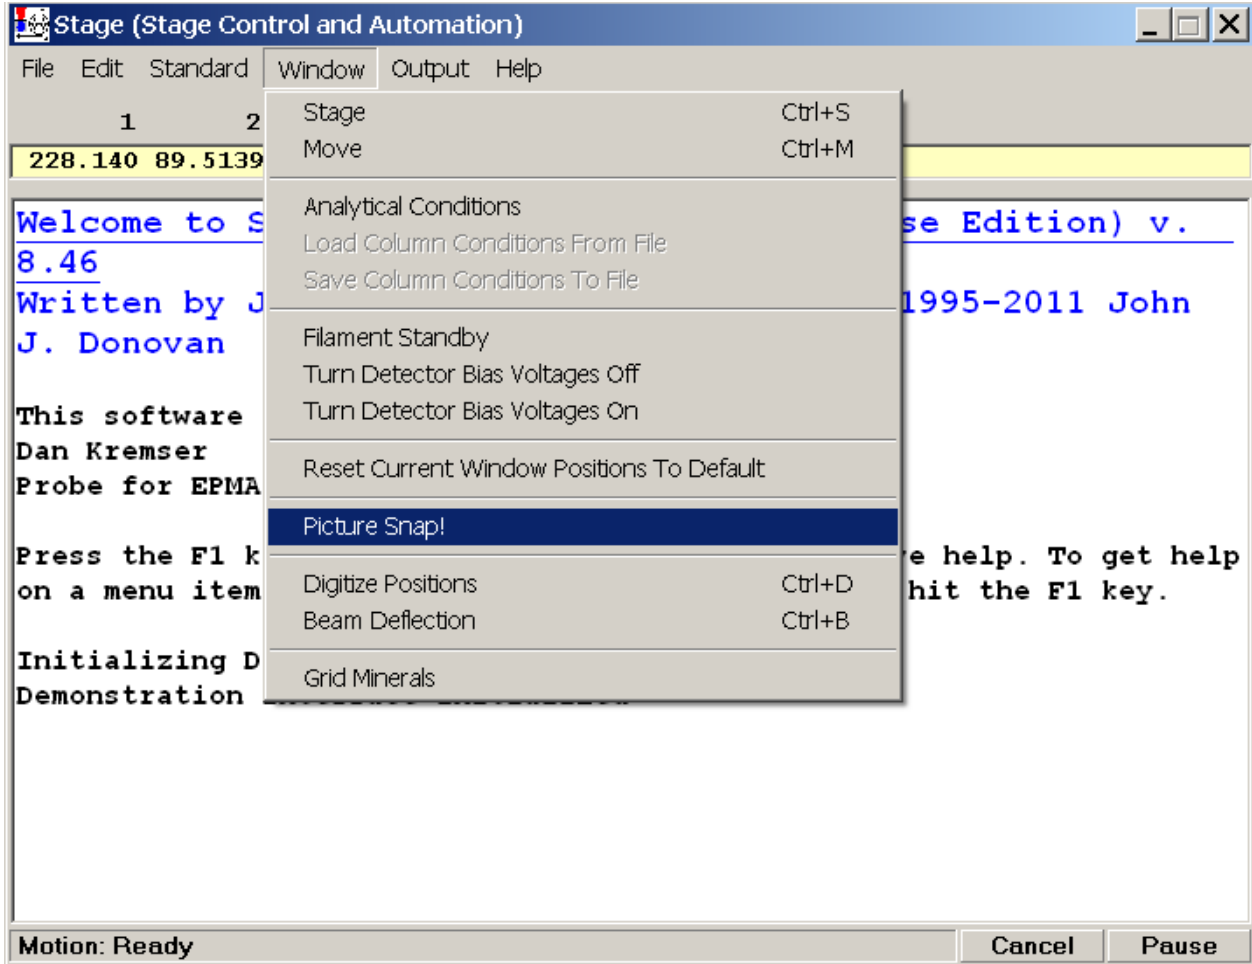 Stage (Stage Control and Automation)
File Edit Standard Window Output Help
1 2
228.140 89.5139
Stage Ctrl+S
Move Ctrl+M
Analytical Conditions
Load Column Conditions From File
Save Column Conditions To File
Filament Standby
Turn Detector Bias Voltages Off
Turn Detector Bias Voltages On
Reset Current Window Positions To Default
Picture Snap!
Digitize Positions Ctrl+D
Beam Deflection Ctrl+B
Grid Minerals
Welcome to S se Edition) v.
8.46
Written by J 1995-2011 John
J. Donovan
This software
Dan Kremser
Probe for EPMA
Press the F1 k e help. To get help
on a menu item hit the F1 key.
Initializing D
Demonstration
Motion: Ready Cancel Pause